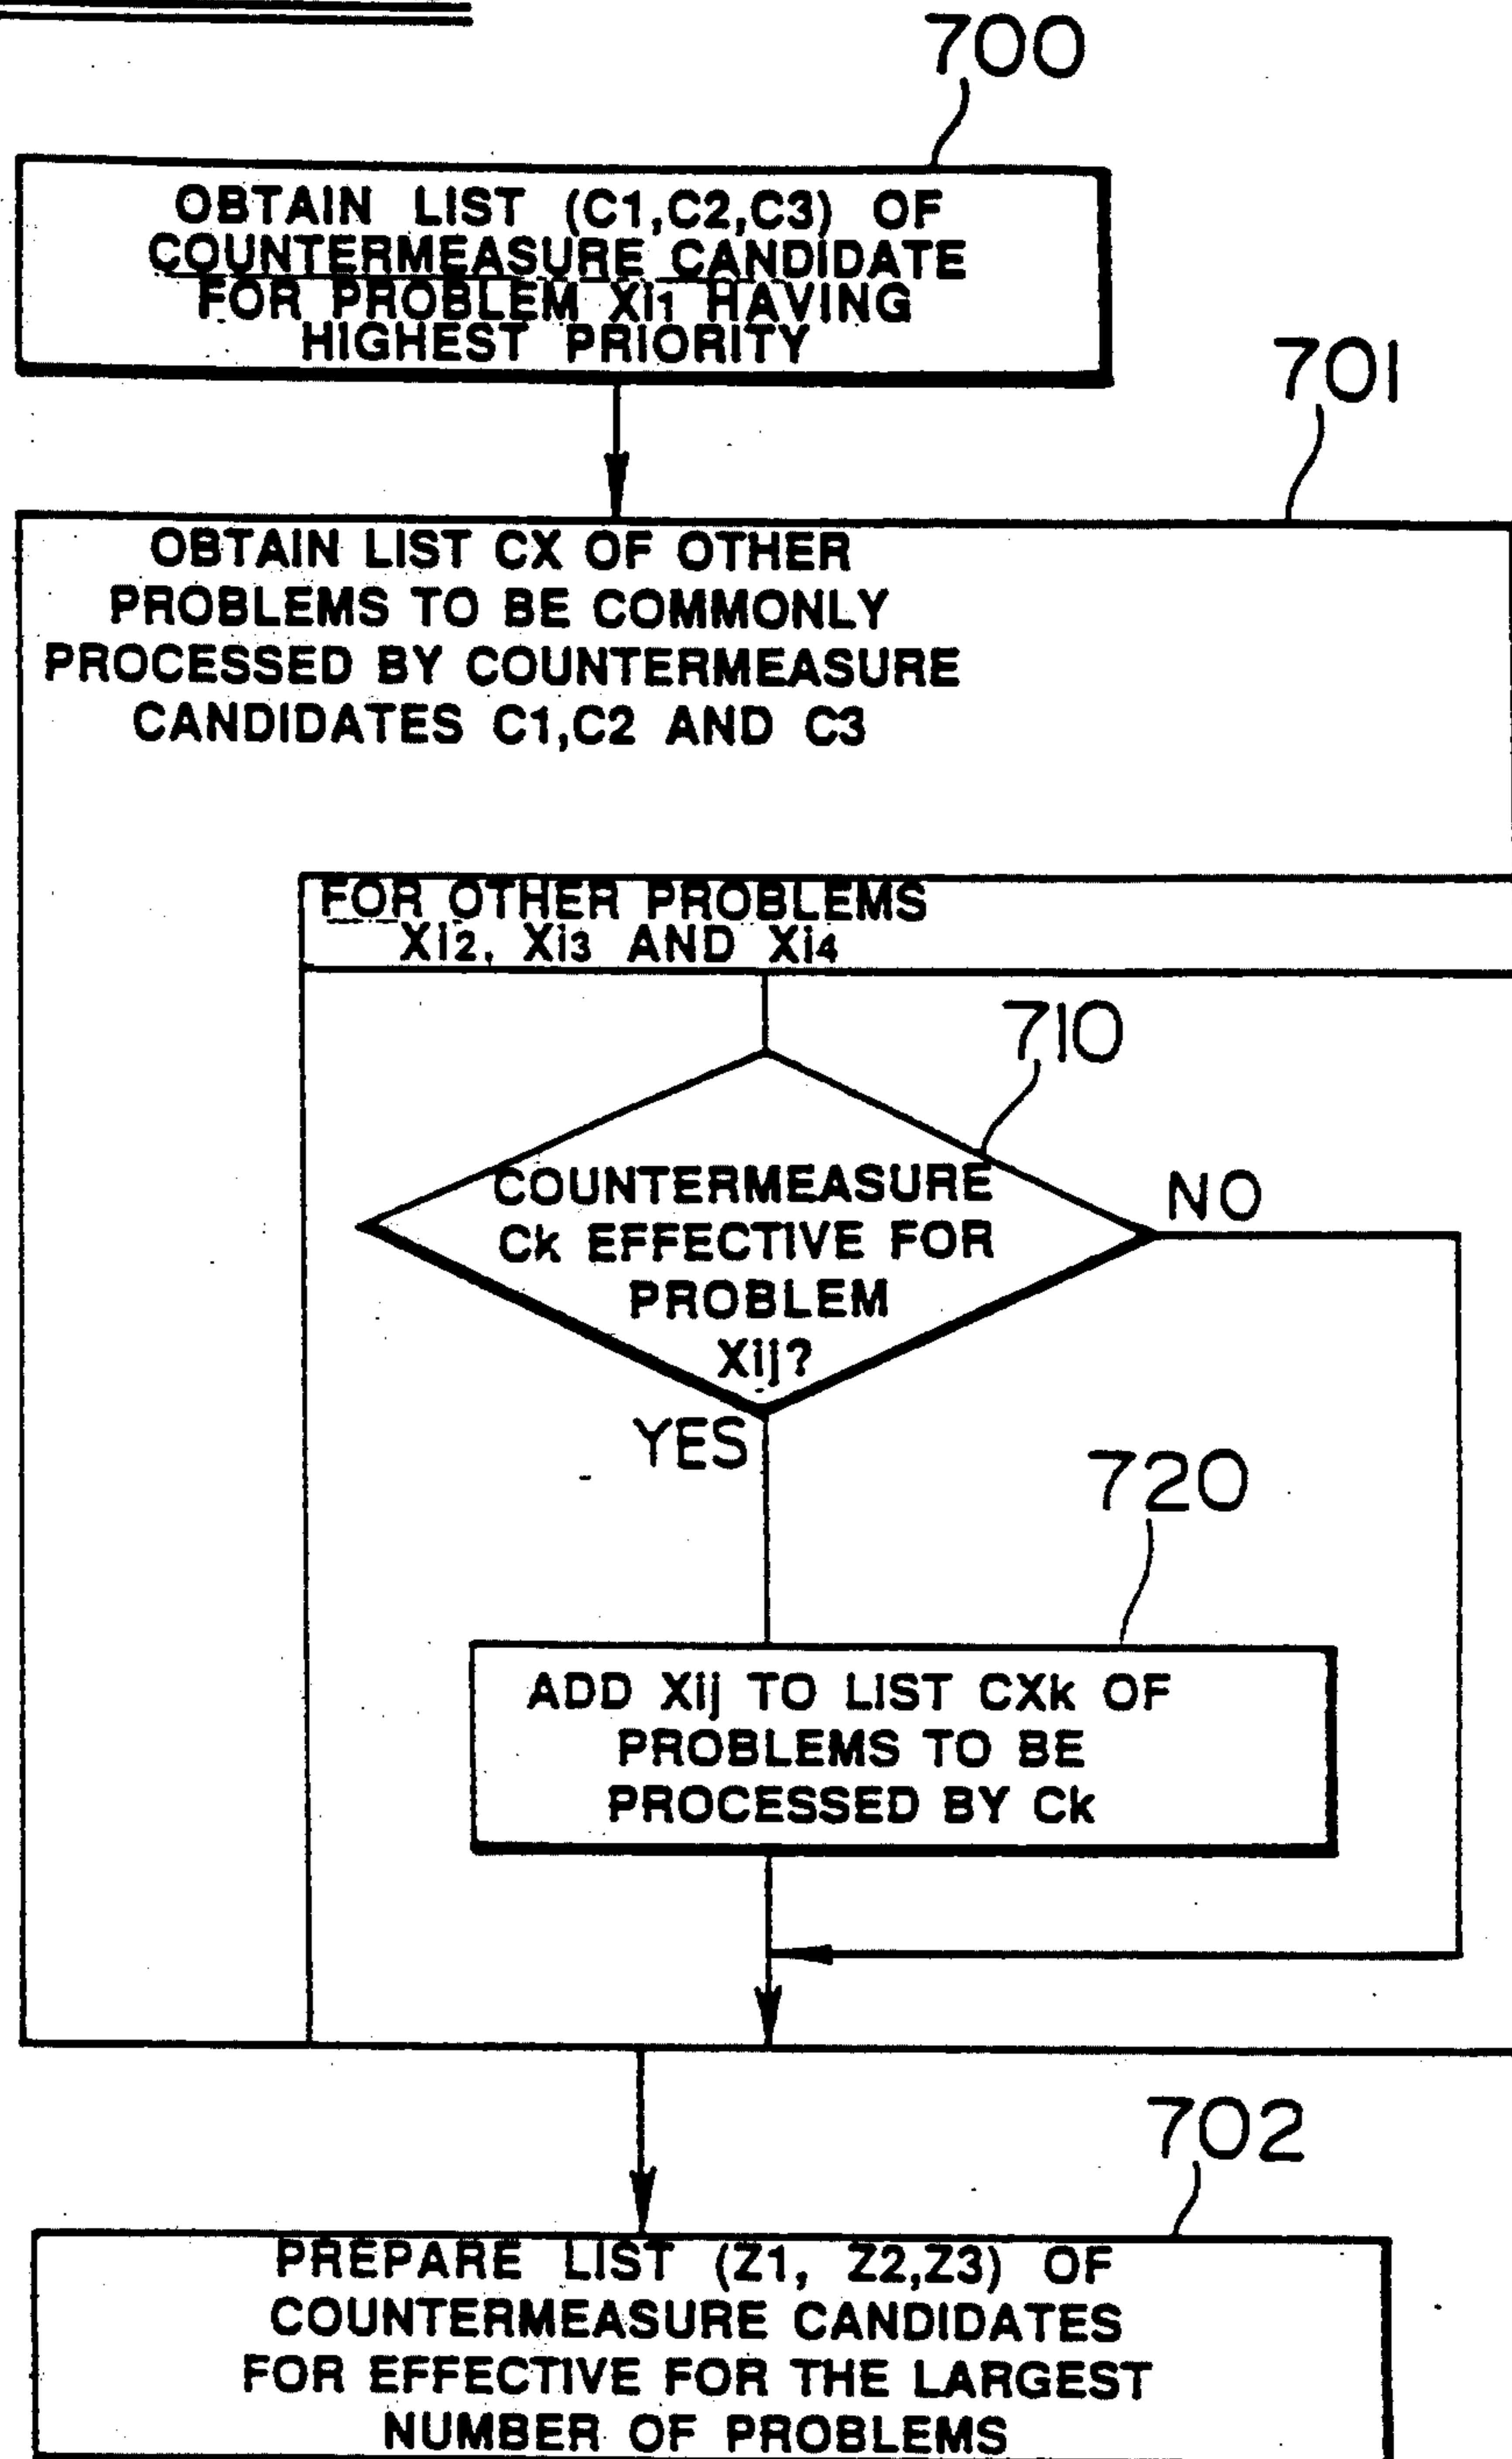 700
OBTAIN LIST (C1,C2,C3) OF
COUNTERMEASURE CANDIDATE
FOR PROBLEM Xi1 HAVING
HIGHEST PRIORITY
701
OBTAIN LIST CX OF OTHER
PROBLEMS TO BE COMMONLY
PROCESSED BY COUNTERMEASURE
CANDIDATES C1,C2 AND C3
FOR OTHER PROBLEMS
Xi2, Xi3 AND Xi4
710
COUNTERMEASURE
Ck EFFECTIVE FOR
PROBLEM
Xij?
NO
YES
720
ADD Xij TO LIST CXk OF
PROBLEMS TO BE
PROCESSED BY Ck
702
PREPARE LIST (Z1, Z2,Z3) OF
COUNTERMEASURE CANDIDATES
FOR EFFECTIVE FOR THE LARGEST
NUMBER OF PROBLEMS